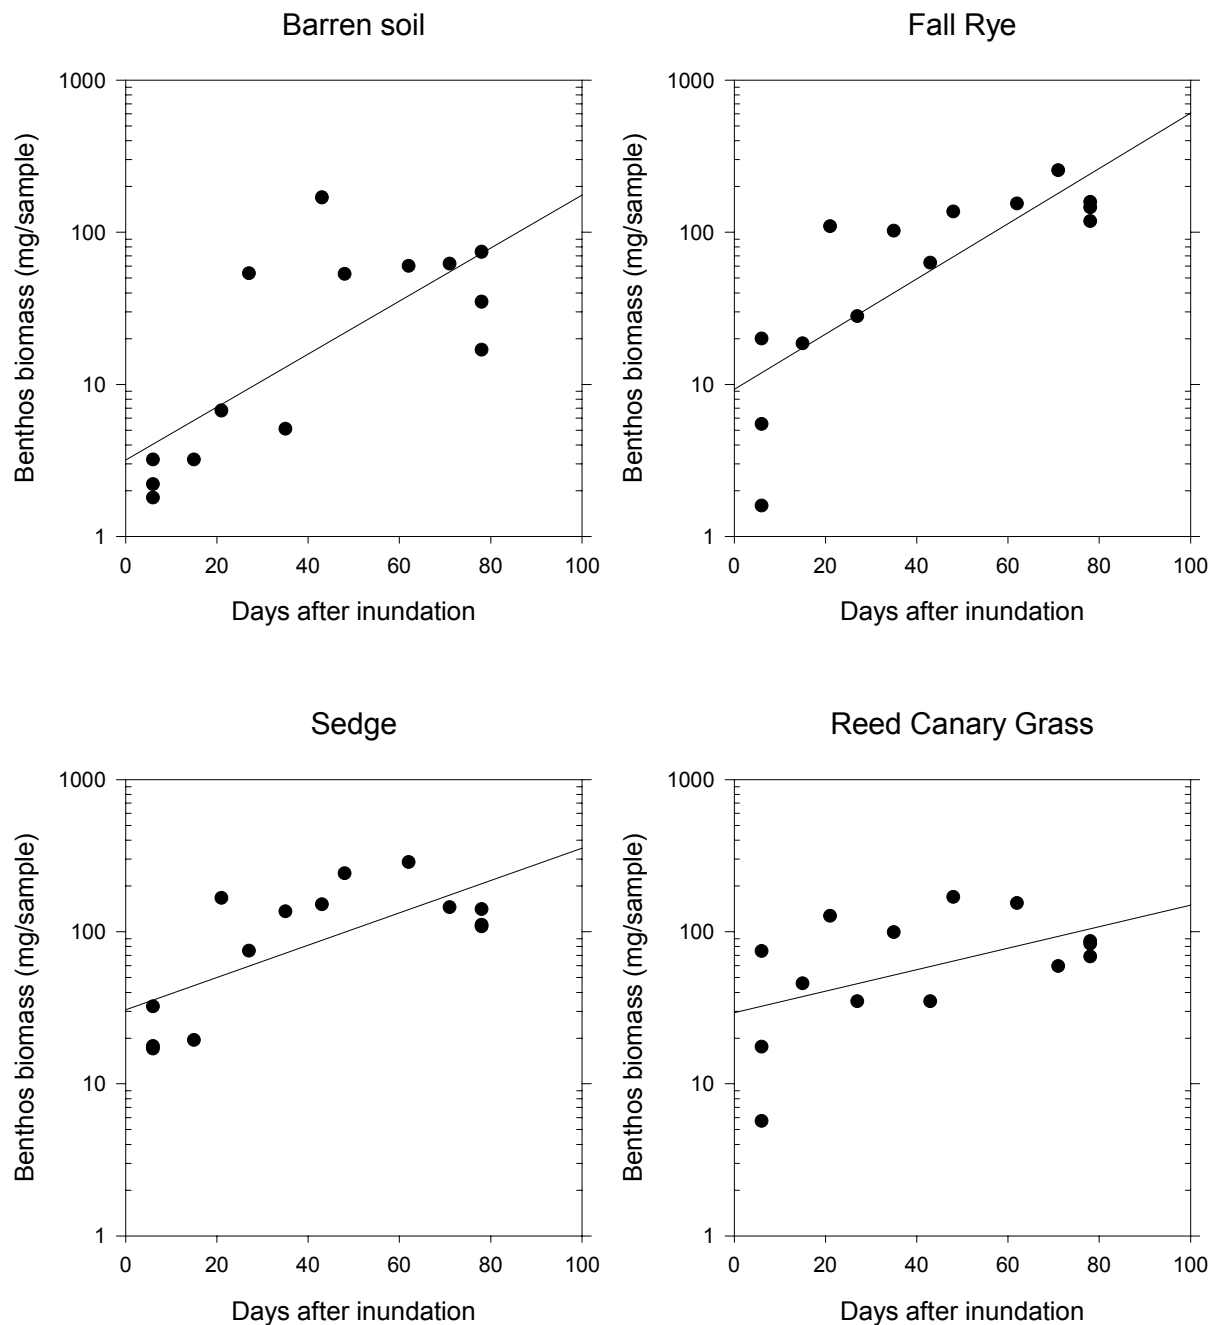 Barren soil
Benthos biomass (mg/sample)
1000
100
10
1
0 20 40 60 80 100
Days after inundation
Fall Rye
Benthos biomass (mg/sample)
1000
100
10
1
0 20 40 60 80 100
Days after inundation
Sedge
Benthos biomass (mg/sample)
1000
100
10
1
0 20 40 60 80 100
Days after inundation
Reed Canary Grass
Benthos biomass (mg/sample)
1000
100
10
1
0 20 40 60 80 100
Days after inundation